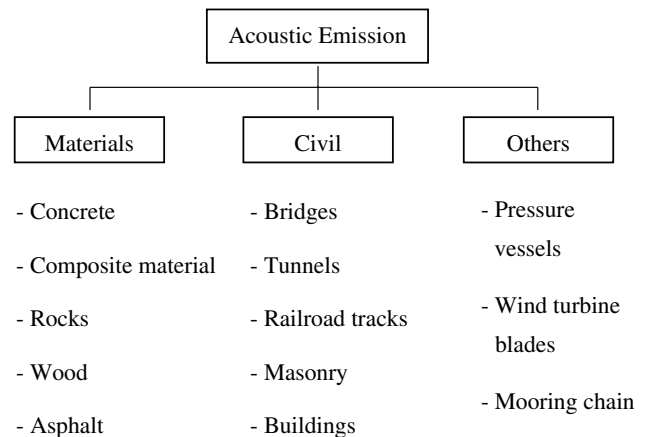 Acoustic Emission
Materials
Civil
Others
- Concrete
- Composite material
- Rocks
- Wood
- Asphalt
- Bridges
- Tunnels
- Railroad tracks
- Masonry
- Buildings
- Pressure
vessels
- Wind turbine
blades
- Mooring chain